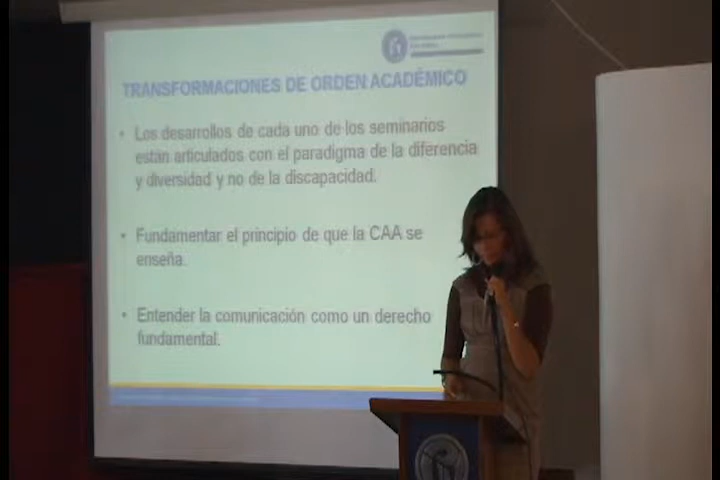 TRANSFORMACIONES DE ORDEN ACADÉMICO
• Los desarrollos de cada uno de los seminarios
están articulados con el paradigma de la diferencia
y diversidad y no de la discapacidad.
• Fundamentar el principio de que la CAA se
enseña.
• Entender la comunicación como un derecho
fundamental.